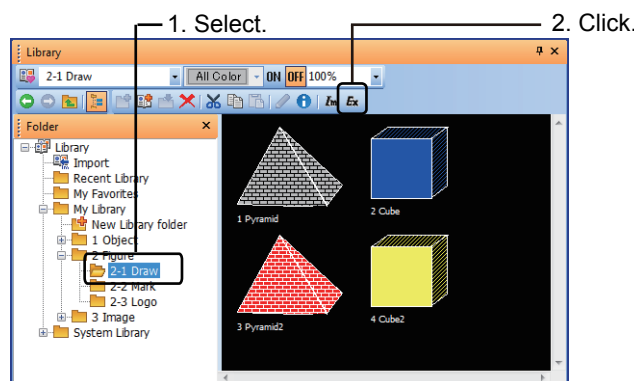 1. Select.
2. Click.
Library
2-1 Draw
All Color
ON OFF 100%
Im Ex
Folder
Library
Import
Recent Library
My Favorites
My Library
New Library folder
1 Object
2 Figure
2-1 Draw
2-2 Mark
2-3 Logo
3 Image
System Library
1 Pyramid
2 Cube
3 Pyramid2
4 Cube2